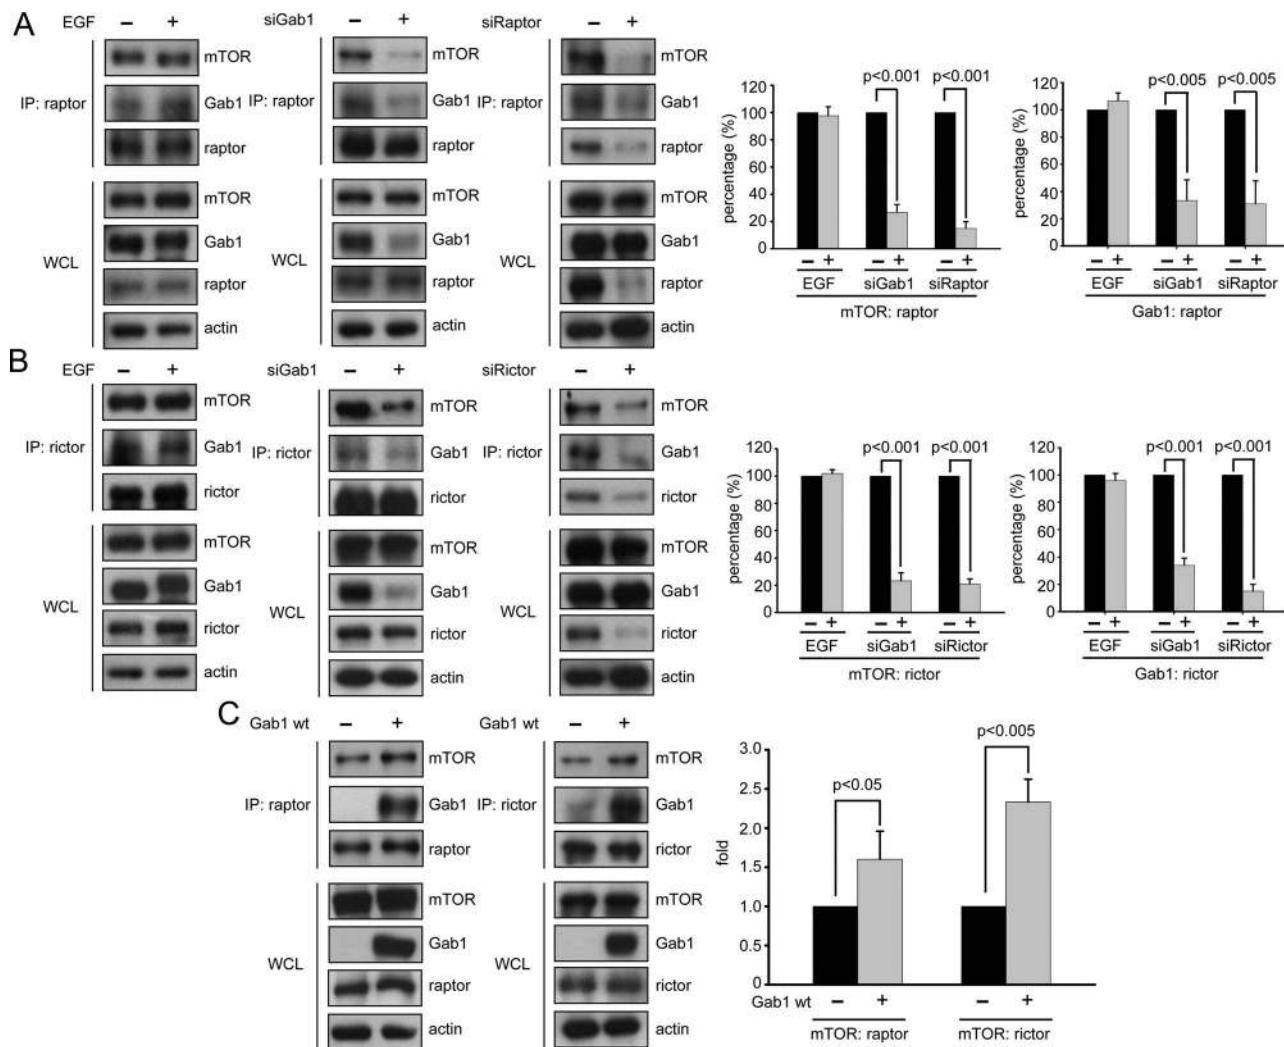 A
EGF − +
IP: raptor
mTOR
Gab1
raptor
WCL
mTOR
Gab1
raptor
actin
siGab1 − +
IP: raptor
mTOR
Gab1
raptor
WCL
mTOR
Gab1
raptor
actin
siRaptor − +
IP: raptor
mTOR
Gab1
raptor
WCL
mTOR
Gab1
raptor
actin
percentage (%)
120
100
80
60
40
20
0
p<0.001
p<0.001
− + − + − +
EGF siGab1 siRaptor
mTOR: raptor
percentage (%)
120
100
80
60
40
20
0
p<0.005
p<0.005
− + − + − +
EGF siGab1 siRaptor
Gab1: raptor
B
EGF − +
IP: rictor
mTOR
Gab1
rictor
WCL
mTOR
Gab1
rictor
actin
siGab1 − +
IP: rictor
mTOR
Gab1
rictor
WCL
mTOR
Gab1
rictor
actin
siRictor − +
IP: rictor
mTOR
Gab1
rictor
WCL
mTOR
Gab1
rictor
actin
percentage (%)
120
100
80
60
40
20
0
p<0.001 p<0.001
− + − + − +
EGF siGab1 siRictor
mTOR: rictor
percentage (%)
120
100
80
60
40
20
0
p<0.001 p<0.001
− + − + − +
EGF siGab1 siRictor
Gab1: rictor
C
Gab1 wt − +
IP: raptor
mTOR
Gab1
raptor
WCL
mTOR
Gab1
raptor
actin
Gab1 wt − +
IP: rictor
mTOR
Gab1
rictor
WCL
mTOR
Gab1
rictor
actin
fold
3.0
2.5
2.0
1.5
1.0
0.5
0
p<0.05
p<0.005
Gab1 wt − + − +
mTOR: raptor mTOR: rictor